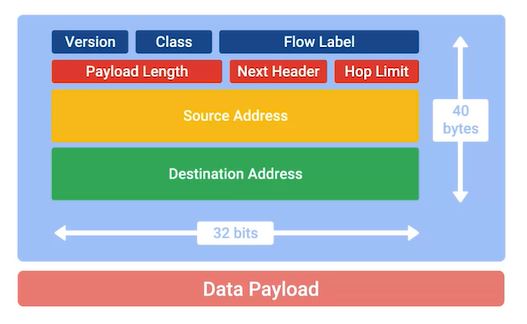 Version Class Flow Label
Payload Length Next Header Hop Limit
Source Address
40
bytes
Destination Address
32 bits
Data Payload